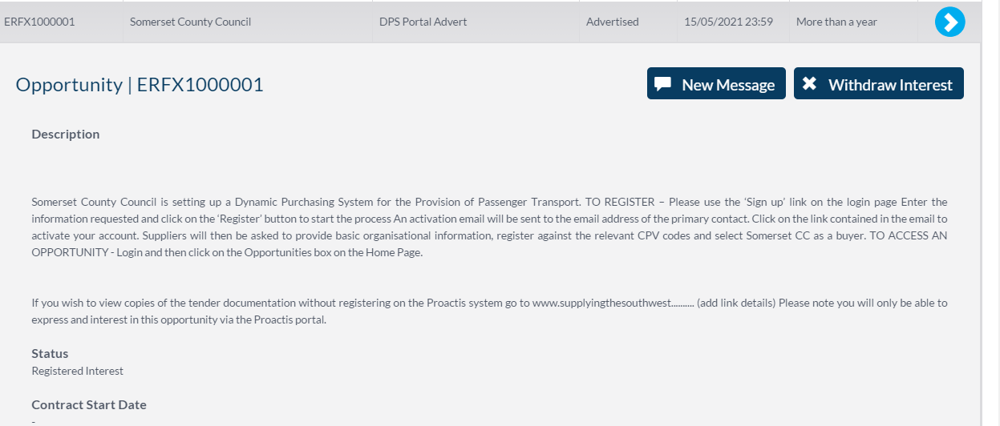 ERFX1000001 Somerset County Council DPS Portal Advert Advertised 15/05/2021 23:59 More than a year
Opportunity | ERFX1000001 New Message Withdraw Interest
Description
Somerset County Council is setting up a Dynamic Purchasing System for the Provision of Passenger Transport. TO REGISTER – Please use the ‘Sign up’ link on the login page Enter the
information requested and click on the ‘Register’ button to start the process An activation email will be sent to the email address of the primary contact. Click on the link contained in the email to
activate your account. Suppliers will then be asked to provide basic organisational information, register against the relevant CPV codes and select Somerset CC as a buyer. TO ACCESS AN
OPPORTUNITY - Login and then click on the Opportunities box on the Home Page.
If you wish to view copies of the tender documentation without registering on the Proactis system go to www.supplyingthesouthwest.......... (add link details) Please note you will only be able to
express and interest in this opportunity via the Proactis portal.
Status
Registered Interest
Contract Start Date
-